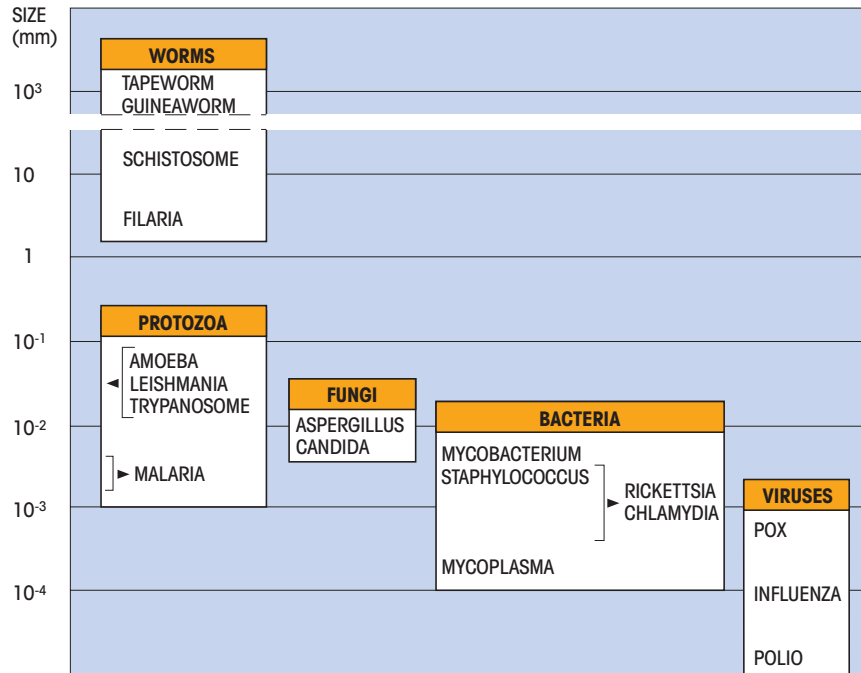 SIZE
(mm)
10³
10
1
10⁻¹
10⁻²
10⁻³
10⁻⁴
WORMS
TAPEWORM
GUINEAWORM
SCHISTOSOME
FILARIA
PROTOZOA
AMOEBA
LEISHMANIA
TRYPANOSOME
MALARIA
FUNGI
ASPERGILLUS
CANDIDA
BACTERIA
MYCOBACTERIUM
STAPHYLOCOCCUS
RICKETTSIA
CHLAMYDIA
MYCOPLASMA
VIRUSES
POX
INFLUENZA
POLIO